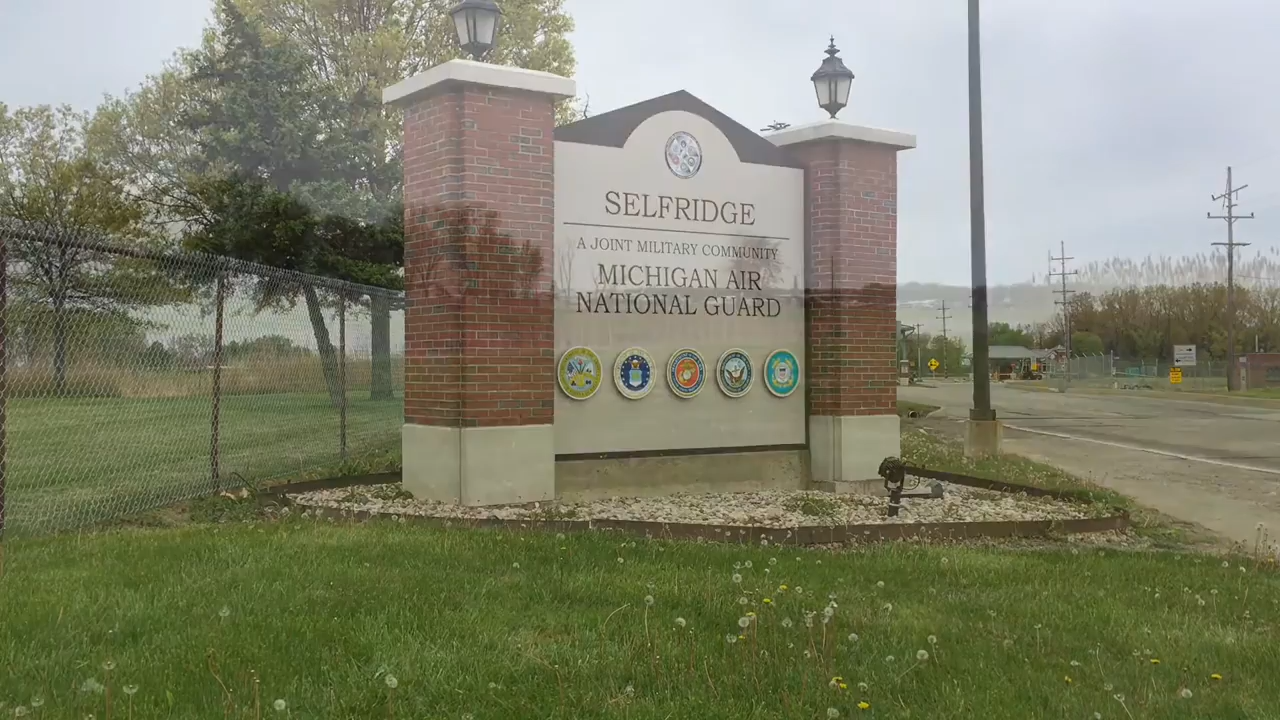 SELFRIDGE
A JOINT MILITARY COMMUNITY
MICHIGAN AIR
NATIONAL GUARD